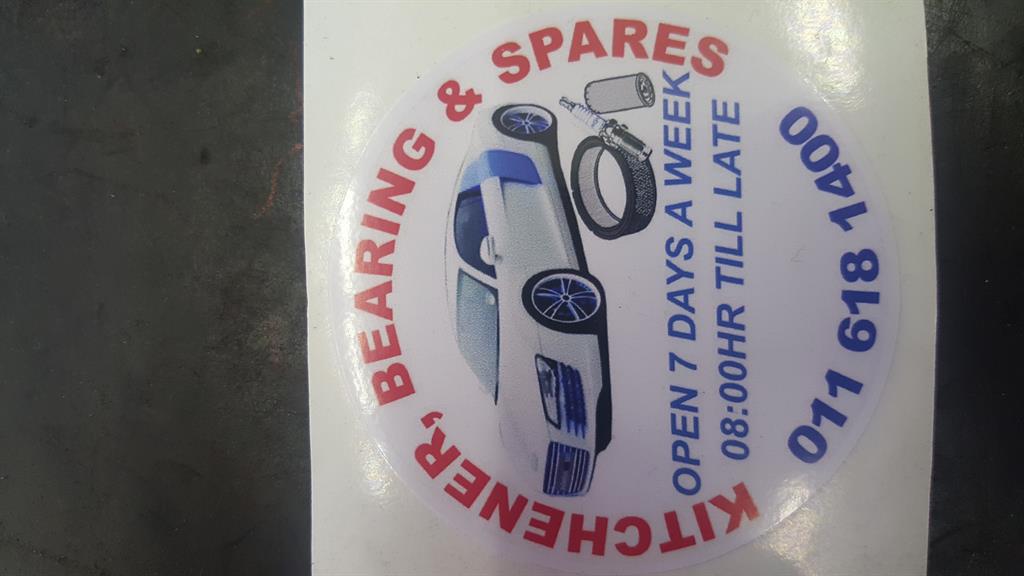 KITCHENER, BEARING & SPARES
OPEN 7 DAYS A WEEK
08:00HR TILL LATE
011 618 1400